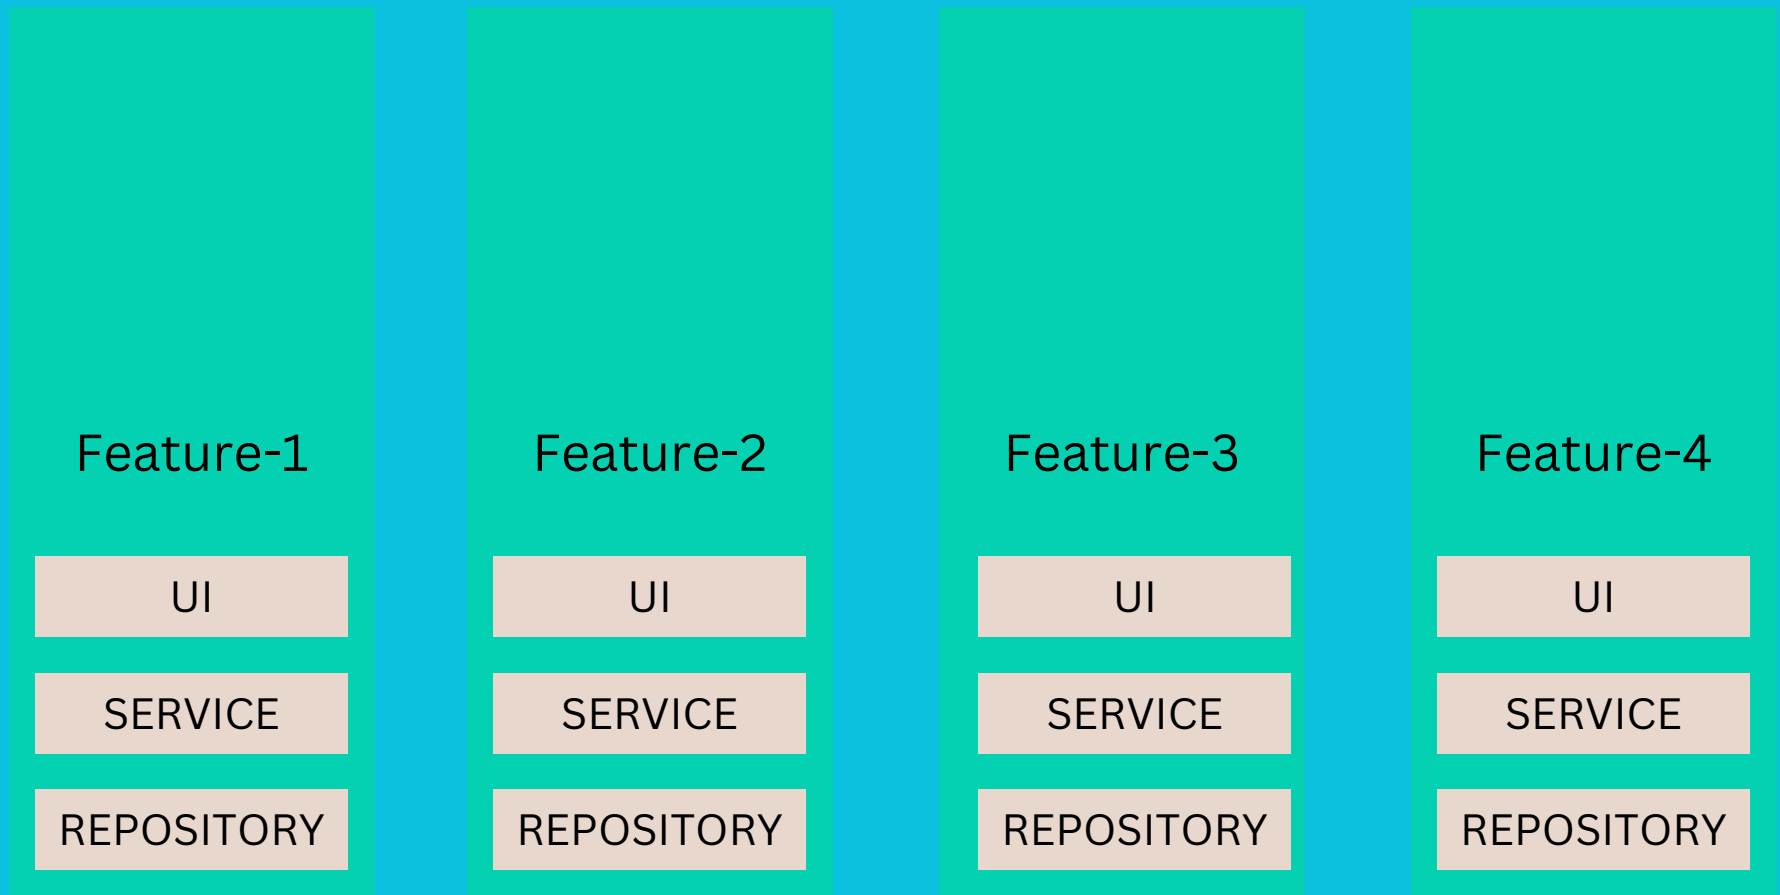 Feature-1
UI
SERVICE
REPOSITORY
Feature-2
UI
SERVICE
REPOSITORY
Feature-3
UI
SERVICE
REPOSITORY
Feature-4
UI
SERVICE
REPOSITORY